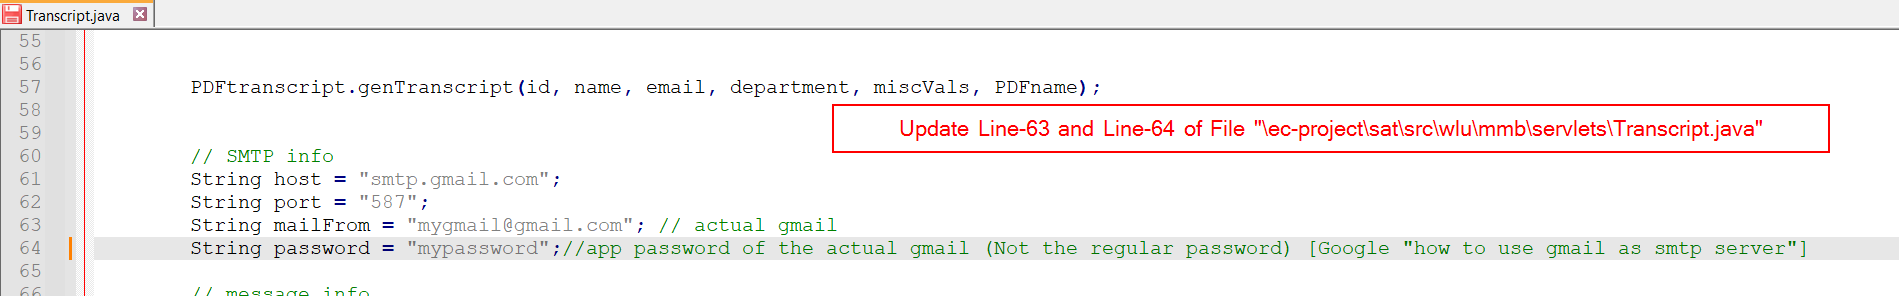 Transcript.java
55
56
57 PDFtranscript.genTranscript(id, name, email, department, miscVals, PDFname);
58
Update Line-63 and Line-64 of File "\ec-project\sat\src\wlu\mmb\servlets\Transcript.java"
59
60 // SMTP info
61 String host = "smtp.gmail.com";
62 String port = "587";
63 String mailFrom = "mygmail@gmail.com"; // actual gmail
64 String password = "mypassword";//app password of the actual gmail (Not the regular password) [Google "how to use gmail as smtp server"]
65
66 // message info